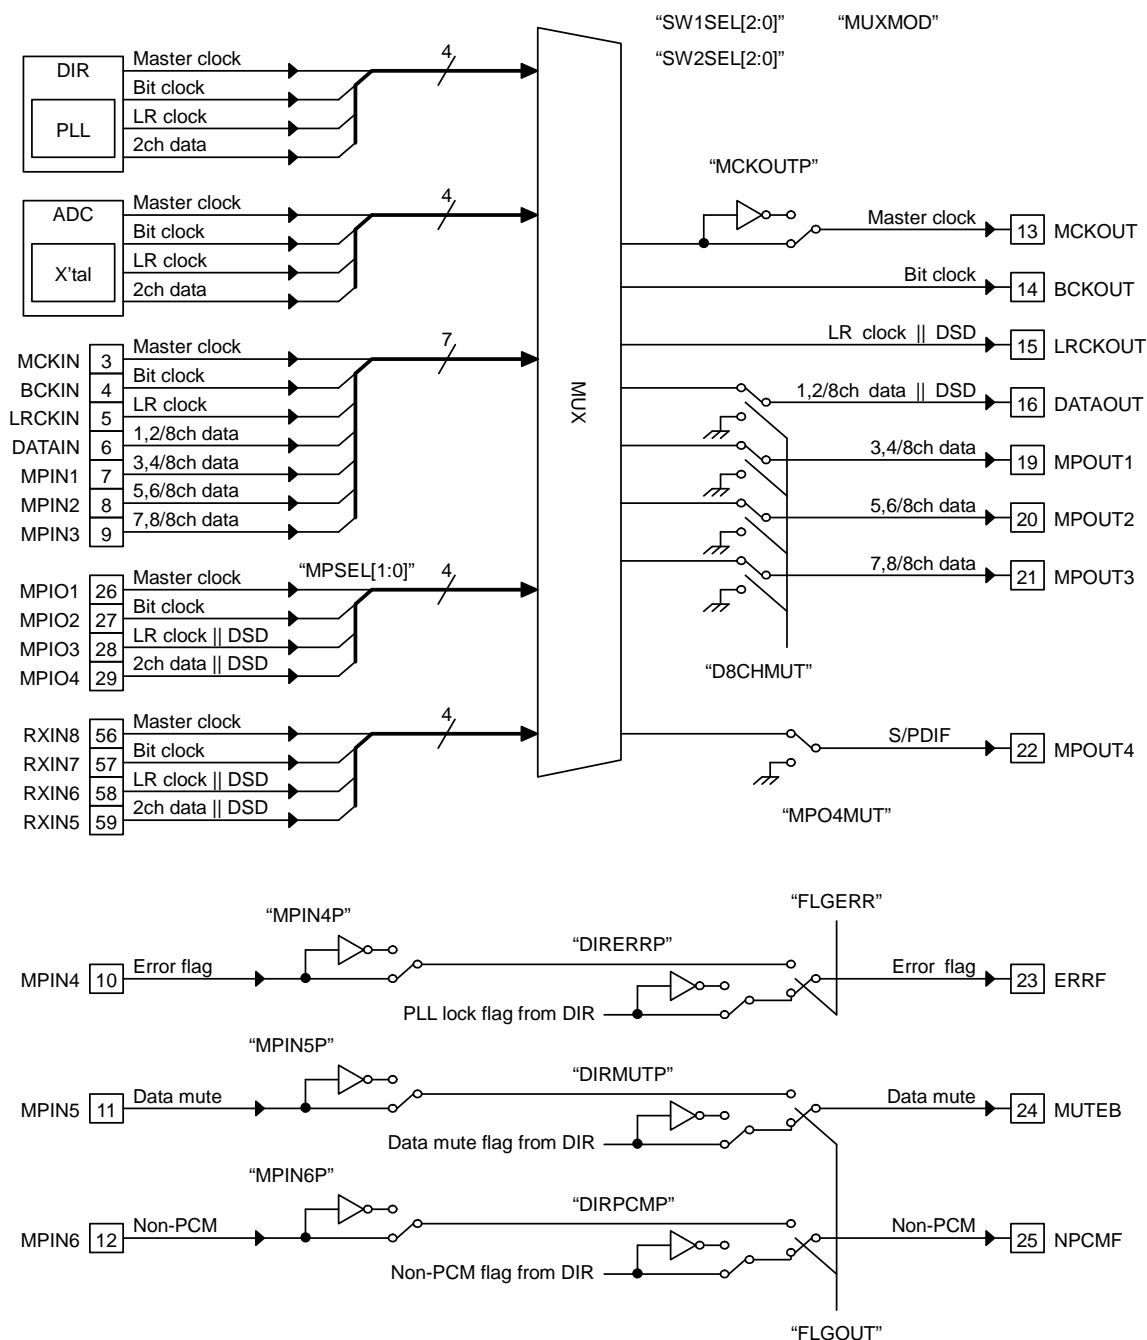 “SW1SEL[2:0]” “MUXMOD”
“SW2SEL[2:0]”
DIR
PLL
Master clock
Bit clock
LR clock
2ch data
4
ADC
X’tal
Master clock
Bit clock
LR clock
2ch data
4
MCKIN 3 Master clock
BCKIN 4 Bit clock
LRCKIN 5 LR clock
DATAIN 6 1,2/8ch data
MPIN1 7 3,4/8ch data
MPIN2 8 5,6/8ch data
MPIN3 9 7,8/8ch data
7
“MPSEL[1:0]”
MPIO1 26 Master clock
MPIO2 27 Bit clock
MPIO3 28 LR clock || DSD
MPIO4 29 2ch data || DSD
4
RXIN8 56 Master clock
RXIN7 57 Bit clock
RXIN6 58 LR clock || DSD
RXIN5 59 2ch data || DSD
4
MUX
“MCKOUTP”
Master clock 13 MCKOUT
Bit clock 14 BCKOUT
LR clock || DSD 15 LRCKOUT
1,2/8ch data || DSD 16 DATAOUT
3,4/8ch data 19 MPOUT1
5,6/8ch data 20 MPOUT2
7,8/8ch data 21 MPOUT3
“D8CHMUT”
S/PDIF 22 MPOUT4
“MPO4MUT”
“FLGERR”
“MPIN4P”
“DIRERRP”
MPIN4 10 Error flag
Error flag 23 ERRF
PLL lock flag from DIR
“MPIN5P”
“DIRMUTP”
MPIN5 11 Data mute
Data mute 24 MUTEB
Data mute flag from DIR
“MPIN6P”
“DIRPCMP”
MPIN6 12 Non-PCM
Non-PCM 25 NPCMF
Non-PCM flag from DIR
“FLGOUT”